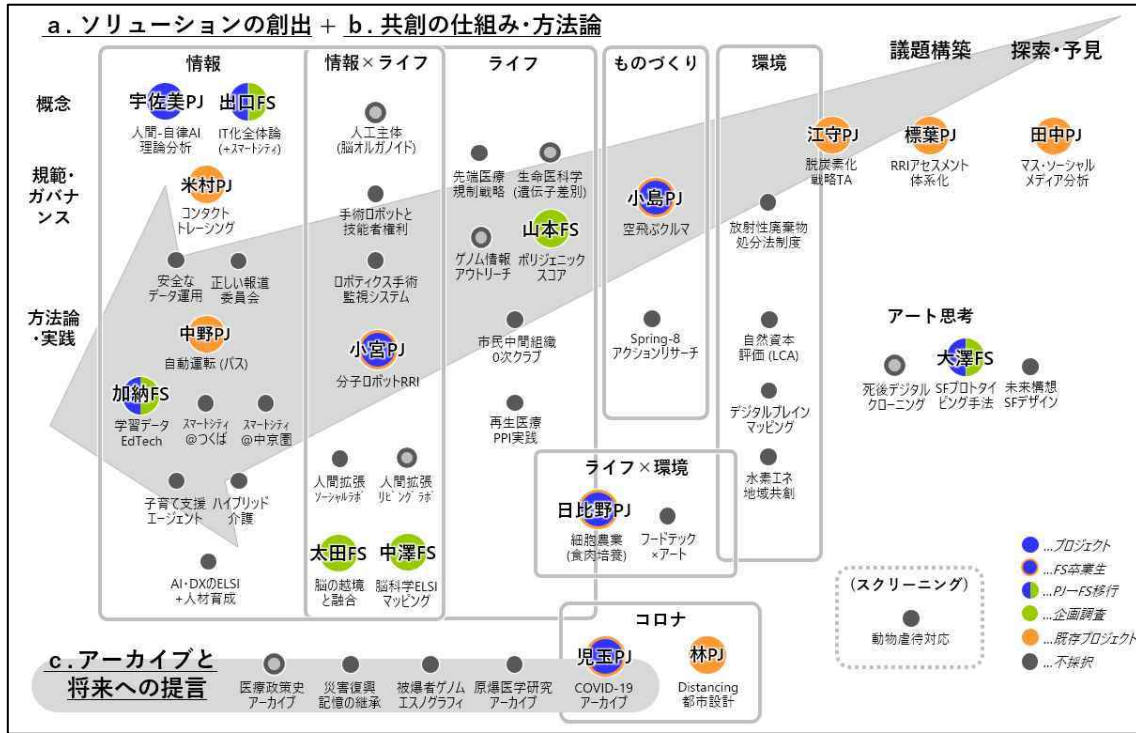 a. ソリューションの創出 + b. 共創の仕組み･方法論
情報
情報×ライフ
ライフ
ものづくり
環境
議題構築
探索･予見
概念
宇佐美PJ
人間-自律AI
理論分析
出口FS
IT化全体論
(+スマートシティ)
人工主体
(脳オルガノイド)
江守PJ
脱炭素化
戦略TA
標葉PJ
RRIアセスメント
体系化
田中PJ
マス･ソーシャル
メディア分析
規範･
ガバナ
ンス
米村PJ
コンタクト
トレーシング
手術ロボットと
技能者権利
先端医療
規制戦略
生命医科学
(遺伝子差別)
小島PJ
空飛ぶクルマ
放射性廃棄物
処分法制度
ゲノム情報
アウトリーチ
山本FS
ポリジェニック
スコア
安全な
データ運用
正しい報道
委員会
ロボティクス手術
監視システム
方法論
･実践
中野PJ
自動運転 (バス)
小宮PJ
分子ロボットRRI
市民中間組織
0次クラブ
Spring-8
アクションリサーチ
自然資本
評価 (LCA)
アート思考
死後デジタル
クローニング
大澤FS
SFプロトタイ
ピング手法
未来構想
SFデザイン
加納FS
学習データ
EdTech
スマートシティ
@つくば
スマートシティ
@中京圏
再生医療
PPI実践
デジタルブレイン
マッピング
子育て支援
エージェント
ハイブリッド
介護
人間拡張
ソーシャルラボ
人間拡張
リビングラボ
水素エネ
地域共創
ライフ×環境
日比野PJ
細胞農業
(食肉培養)
フードテック
×アート
AI･DXのELSI
+人材育成
太田FS
脳の越境
と融合
中澤FS
脳科学ELSI
マッピング
(スクリーニング)
動物虐待対応
…プロジェクト
…FS卒業生
…PJ→FS移行
…企画調査
…既存プロジェクト
…不採択
c. アーカイブと
将来への提言
医療政策史
アーカイブ
災害復興
記憶の継承
被爆者ゲノム
エスノグラフィ
原爆医学研究
アーカイブ
コロナ
児玉PJ
COVID-19
アーカイブ
林PJ
Distancing
都市設計